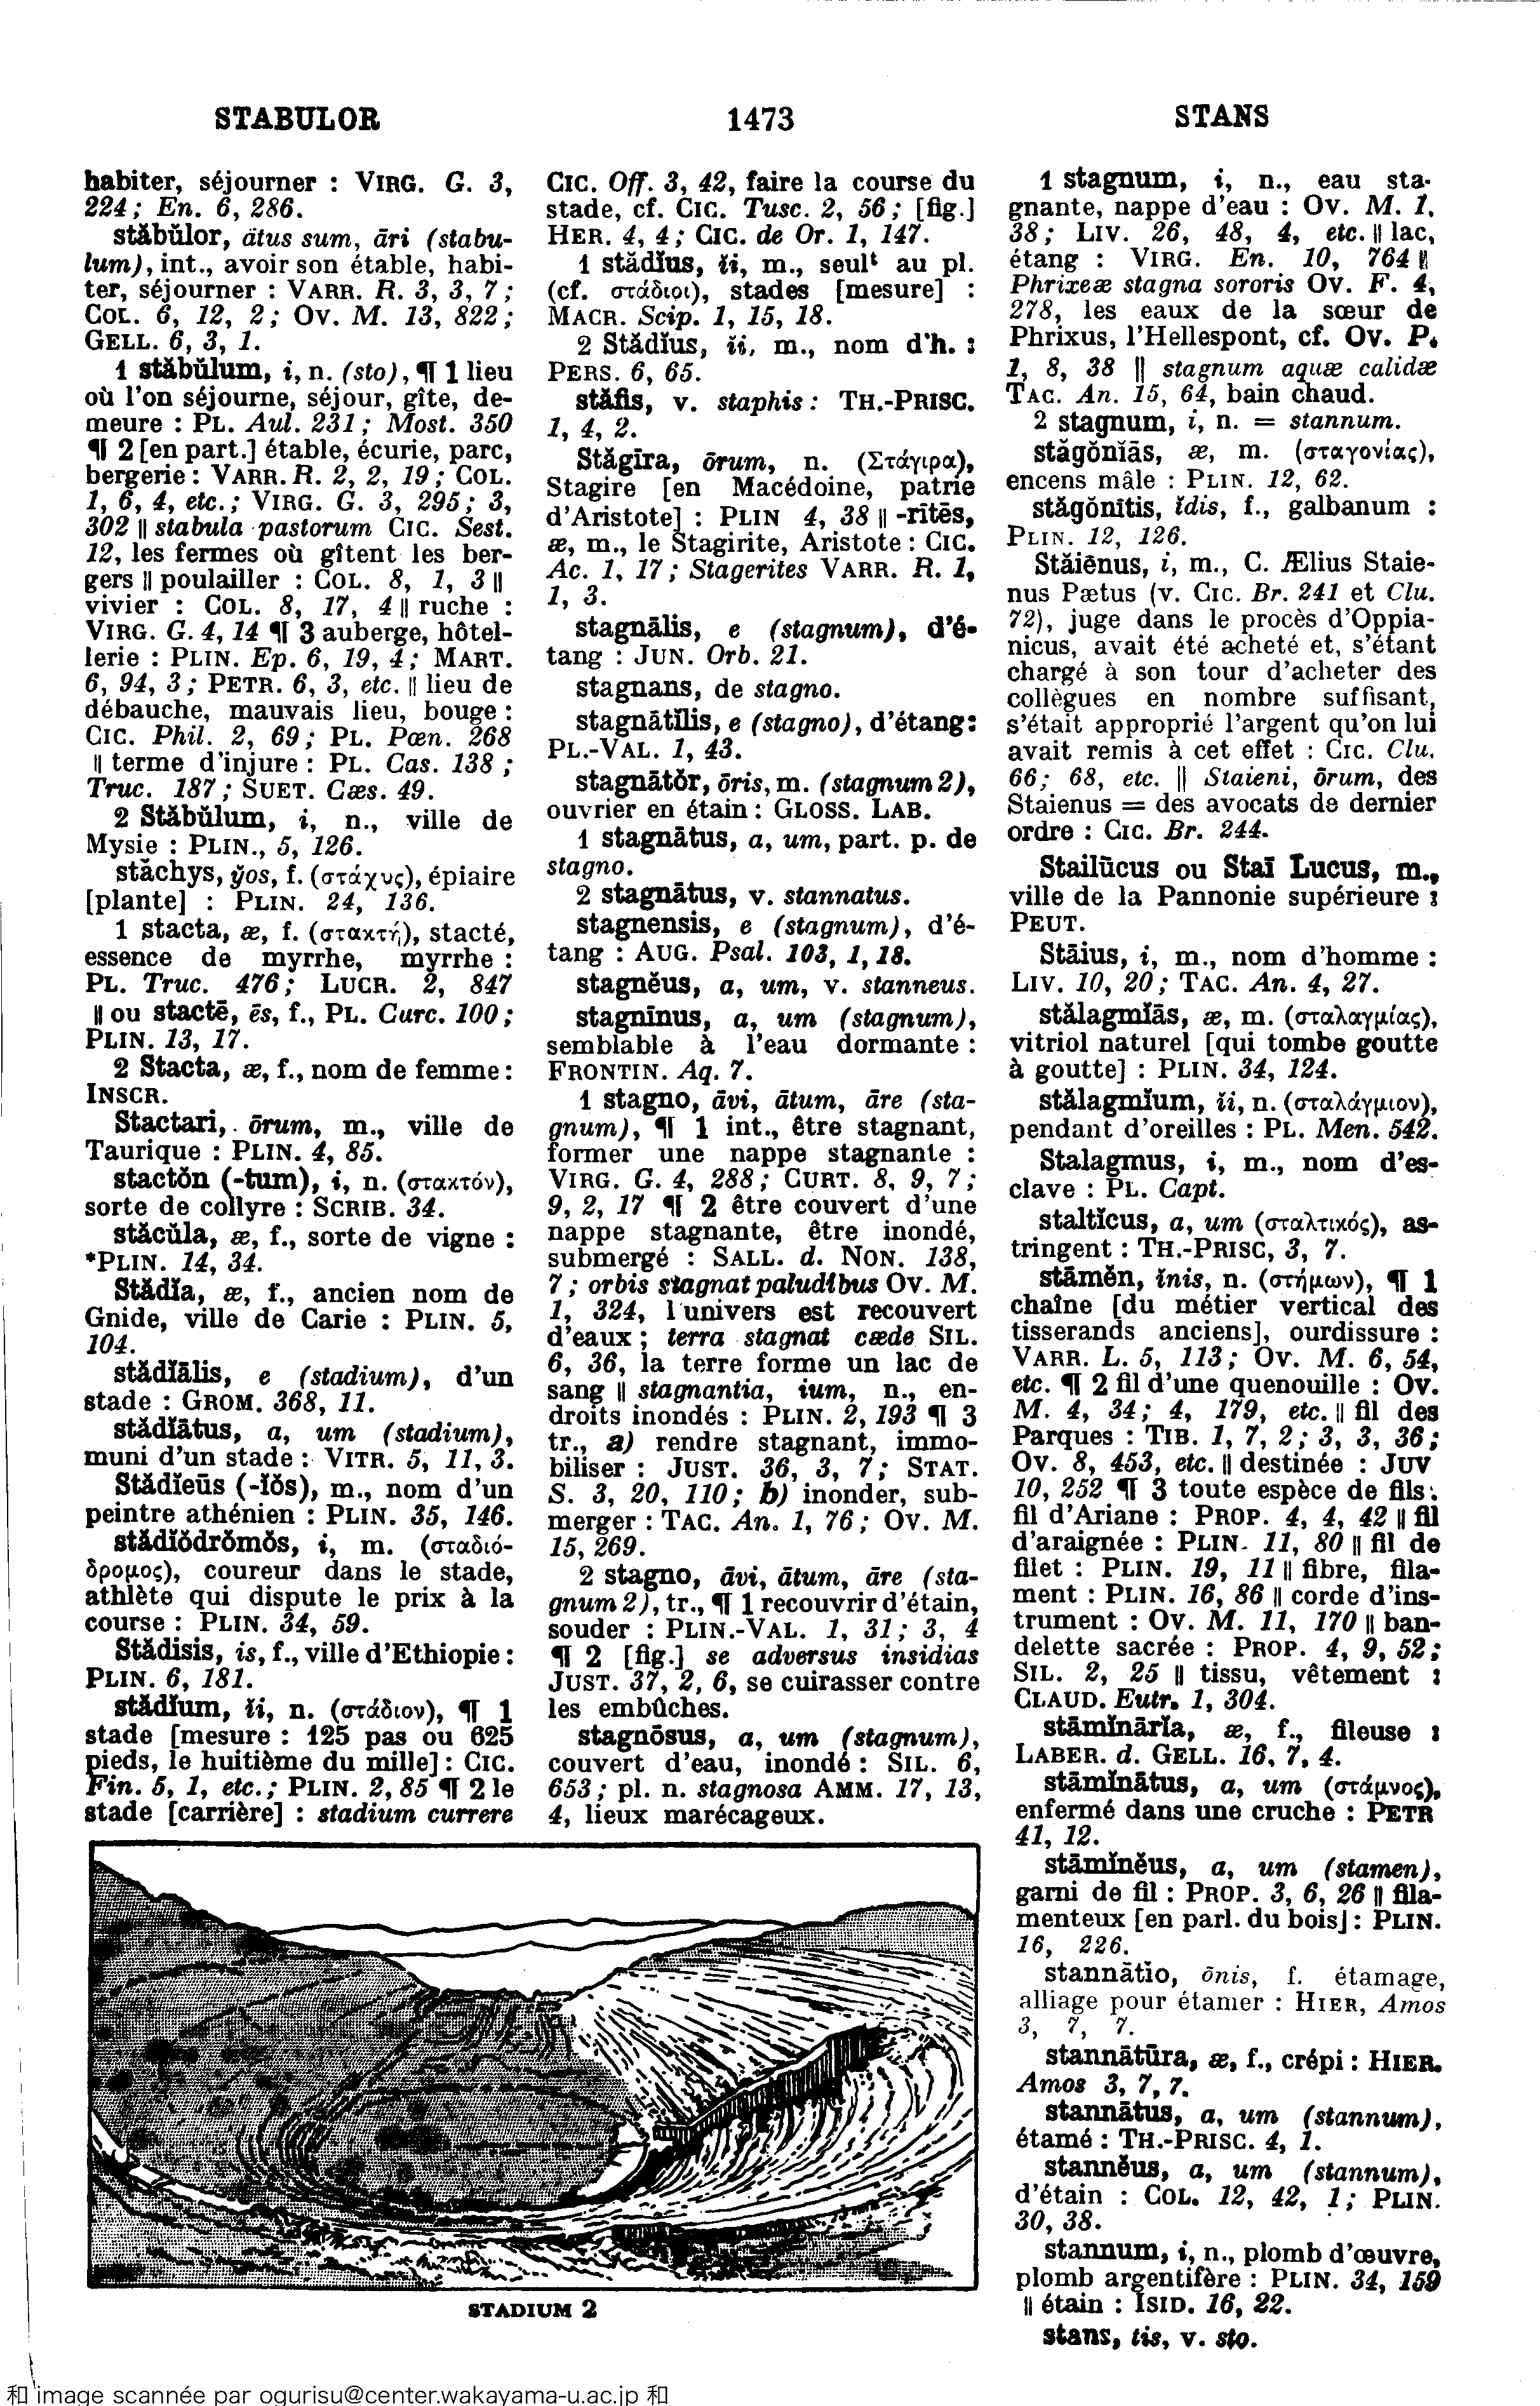 STABULOR
1473
STANS
habiter, séjourner : VIRG. G. 3,
224; En. 6, 286.
stăbŭlor, ātus sum, āri (stabu-
lum), int., avoir son étable, habi-
ter, séjourner : VARR. R. 3, 3, 7;
COL. 6, 12, 2; OV. M. 13, 822;
GELL. 6, 3, 1.
1 stăbŭlum, i, n. (sto), ¶ 1 lieu
où l'on séjourne, séjour, gîte, de-
meure : PL. Aul. 231; Most. 350
¶ 2 [en part.] étable, écurie, parc,
bergerie : VARR. R. 2, 2, 19; COL.
1, 6, 4, etc.; VIRG. G. 3, 295; 3,
302 || stabula pastorum CIC. Sest.
12, les fermes où gîtent les ber-
gers || poulailler : COL. 8, 1, 3 ||
vivier : COL. 8, 17, 4 || ruche :
VIRG. G. 4, 14 ¶ 3 auberge, hôtel-
lerie : PLIN. Ep. 6, 19, 4; MART.
6, 94, 3; PETR. 6, 3, etc. || lieu de
débauche, mauvais lieu, bouge :
CIC. Phil. 2, 69; PL. Pœn. 268
|| terme d'injure : PL. Cas. 138;
Truc. 187; SUET. Cæs. 49.
2 Stăbŭlum, i, n., ville de
Mysie : PLIN., 5, 126.
stăchys, ўos, f. (στάχυς), épiaire
[plante] : PLIN. 24, 136.
1 stacta, æ, f. (στακτή), stacté,
essence de myrrhe, myrrhe :
PL. Truc. 476; LUCR. 2, 847
|| ou stactē, ēs, f., PL. Curc. 100;
PLIN. 13, 17.
2 Stacta, æ, f., nom de femme :
INSCR.
Stactari, ōrum, m., ville de
Taurique : PLIN. 4, 85.
stactŏn (-tum), i, n. (στακτόν),
sorte de collyre : SCRIB. 34.
stăcŭla, æ, f., sorte de vigne :
*PLIN. 14, 34.
Stădĭa, æ, f., ancien nom de
Gnide, ville de Carie : PLIN. 5,
104.
stădĭālis, e (stadium), d'un
stade : GROM. 368, 11.
stădĭātus, a, um (stadium),
muni d'un stade : VITR. 5, 11, 3.
Stădĭeūs (-ĭŏs), m., nom d'un
peintre athénien : PLIN. 35, 146.
stădĭŏdrŏmŏs, i, m. (σταδιό-
δρομος), coureur dans le stade,
athlète qui dispute le prix à la
course : PLIN. 34, 59.
Stădisis, is, f., ville d'Ethiopie :
PLIN. 6, 181.
stădĭum, ĭi, n. (στάδιον), ¶ 1
stade [mesure : 125 pas ou 625
pieds, le huitième du mille] : CIC.
Fin. 5, 1, etc.; PLIN. 2, 85 ¶ 2 le
stade [carrière] : stadium currere
CIC. Off. 3, 42, faire la course du
stade, cf. CIC. Tusc. 2, 56; [fig.]
HER. 4, 4; CIC. de Or. 1, 147.
1 stădĭus, ĭi, m., seulᵗ au pl.
(cf. στάδιοι), stades [mesure] :
MACR. Scip. 1, 15, 18.
2 Stădĭus, ĭi, m., nom d'h. :
PERS. 6, 65.
stăfis, v. staphis : TH.-PRISC.
1, 4, 2.
Stăgīra, ōrum, n. (Στάγιρα),
Stagire [en Macédoine, patrie
d'Aristote] : PLIN 4, 38 || -rītēs,
æ, m., le Stagirite, Aristote : CIC.
Ac. 1, 17; Stagerites VARR. R. 1,
1, 3.
stagnālis, e (stagnum), d'é-
tang : JUN. Orb. 21.
stagnans, de stagno.
stagnātĭlis, e (stagno), d'étang :
PL.-VAL. 1, 43.
stagnātŏr, ōris, m. (stagnum 2),
ouvrier en étain : GLOSS. LAB.
1 stagnātus, a, um, part. p. de
stagno.
2 stagnātus, v. stannatus.
stagnensis, e (stagnum), d'é-
tang : AUG. Psal. 103, 1, 18.
stagnĕus, a, um, v. stanneus.
stagnīnus, a, um (stagnum),
semblable à l'eau dormante :
FRONTIN. Aq. 7.
1 stagno, āvi, ātum, āre (sta-
gnum), ¶ 1 int., être stagnant,
former une nappe stagnante :
VIRG. G. 4, 288; CURT. 8, 9, 7;
9, 2, 17 ¶ 2 être couvert d'une
nappe stagnante, être inondé,
submergé : SALL. d. NON. 138,
7; orbis stagnat paludibus OV. M.
1, 324, l'univers est recouvert
d'eaux; terra stagnat cæde SIL.
6, 36, la terre forme un lac de
sang || stagnantia, ium, n., en-
droits inondés : PLIN. 2, 193 ¶ 3
tr., a) rendre stagnant, immo-
biliser : JUST. 36, 3, 7; STAT.
S. 3, 20, 110; b) inonder, sub-
merger : TAC. An. 1, 76; OV. M.
15, 269.
2 stagno, āvi, ātum, āre (sta-
gnum 2), tr., ¶ 1 recouvrir d'étain,
souder : PLIN.-VAL. 1, 31; 3, 4
¶ 2 [fig.] se adversus insidias
JUST. 37, 2, 6, se cuirasser contre
les embûches.
stagnōsus, a, um (stagnum),
couvert d'eau, inondé : SIL. 6,
653; pl. n. stagnosa AMM. 17, 13,
4, lieux marécageux.
STADIUM 2
1 stagnum, i, n., eau sta-
gnante, nappe d'eau : OV. M. 1,
38; LIV. 26, 48, 4, etc. || lac,
étang : VIRG. En. 10, 764 ||
Phrixeæ stagna sororis OV. F. 4,
278, les eaux de la sœur de
Phrixus, l'Hellespont, cf. OV. P.
1, 8, 38 || stagnum aquæ calidæ
TAC. An. 15, 64, bain chaud.
2 stagnum, i, n. = stannum.
stăgŏnĭās, æ, m. (σταγονίας),
encens mâle : PLIN. 12, 62.
stăgŏnītis, ĭdis, f., galbanum :
PLIN. 12, 126.
Stăiēnus, i, m., C. Ælius Staie-
nus Pætus (v. CIC. Br. 241 et Clu.
72), juge dans le procès d'Oppia-
nicus, avait été acheté et, s'étant
chargé à son tour d'acheter des
collègues en nombre suffisant,
s'était approprié l'argent qu'on lui
avait remis à cet effet : CIC. Clu.
66; 68, etc. || Staieni, ōrum, des
Staienus = des avocats de dernier
ordre : CIC. Br. 244.
Stailūcus ou Staī Lucus, m.,
ville de la Pannonie supérieure :
PEUT.
Stāius, i, m., nom d'homme :
LIV. 10, 20; TAC. An. 4, 27.
stălagmĭās, æ, m. (σταλαγμίας),
vitriol naturel [qui tombe goutte
à goutte] : PLIN. 34, 124.
stălagmĭum, ĭi, n. (σταλάγμιον),
pendant d'oreilles : PL. Men. 542.
Stalagmus, i, m., nom d'es-
clave : PL. Capt.
staltĭcus, a, um (σταλτικός), as-
tringent : TH.-PRISC, 3, 7.
stāmĕn, ĭnis, n. (στήμων), ¶ 1
chaîne [du métier vertical des
tisserands anciens], ourdissure :
VARR. L. 5, 113; OV. M. 6, 54,
etc. ¶ 2 fil d'une quenouille : OV.
M. 4, 34; 4, 179, etc. || fil des
Parques : TIB. 1, 7, 2; 3, 3, 36;
OV. 8, 453, etc. || destinée : JUV
10, 252 ¶ 3 toute espèce de fils :
fil d'Ariane : PROP. 4, 4, 42 || fil
d'araignée : PLIN. 11, 80 || fil de
filet : PLIN. 19, 11 || fibre, fila-
ment : PLIN. 16, 86 || corde d'ins-
trument : OV. M. 11, 170 || ban-
delette sacrée : PROP. 4, 9, 52;
SIL. 2, 25 || tissu, vêtement :
CLAUD. Eutr. 1, 304.
stāmĭnārĭa, æ, f., fileuse :
LABER. d. GELL. 16, 7, 4.
stāmĭnātus, a, um (στάμνος),
enfermé dans une cruche : PETR
41, 12.
stāmĭnĕus, a, um (stamen),
garni de fil : PROP. 3, 6, 26 || fila-
menteux [en parl. du bois] : PLIN.
16, 226.
stannātio, ōnis, f. étamage,
alliage pour étamer : HIER, Amos
3, 7, 7.
stannātūra, æ, f., crépi : HIER.
Amos 3, 7, 7.
stannātus, a, um (stannum),
étamé : TH.-PRISC. 4, 1.
stannĕus, a, um (stannum),
d'étain : COL. 12, 42, 1; PLIN.
30, 38.
stannum, i, n., plomb d'œuvre,
plomb argentifère : PLIN. 34, 159
|| étain : ISID. 16, 22.
stans, tis, v. sto.
和 image scannée par ogurisu@center.wakayama-u.ac.jp 和